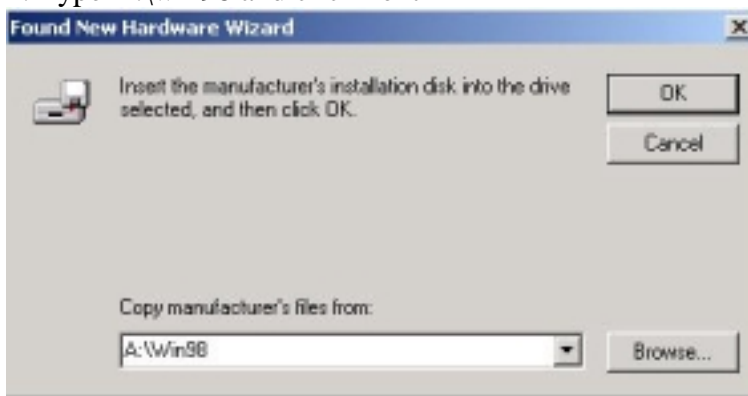 Found New Hardware Wizard
Insert the manufacturer's installation disk into the drive
selected, and then click OK.
OK
Cancel
Copy manufacturer's files from:
A:\Win98
Browse...